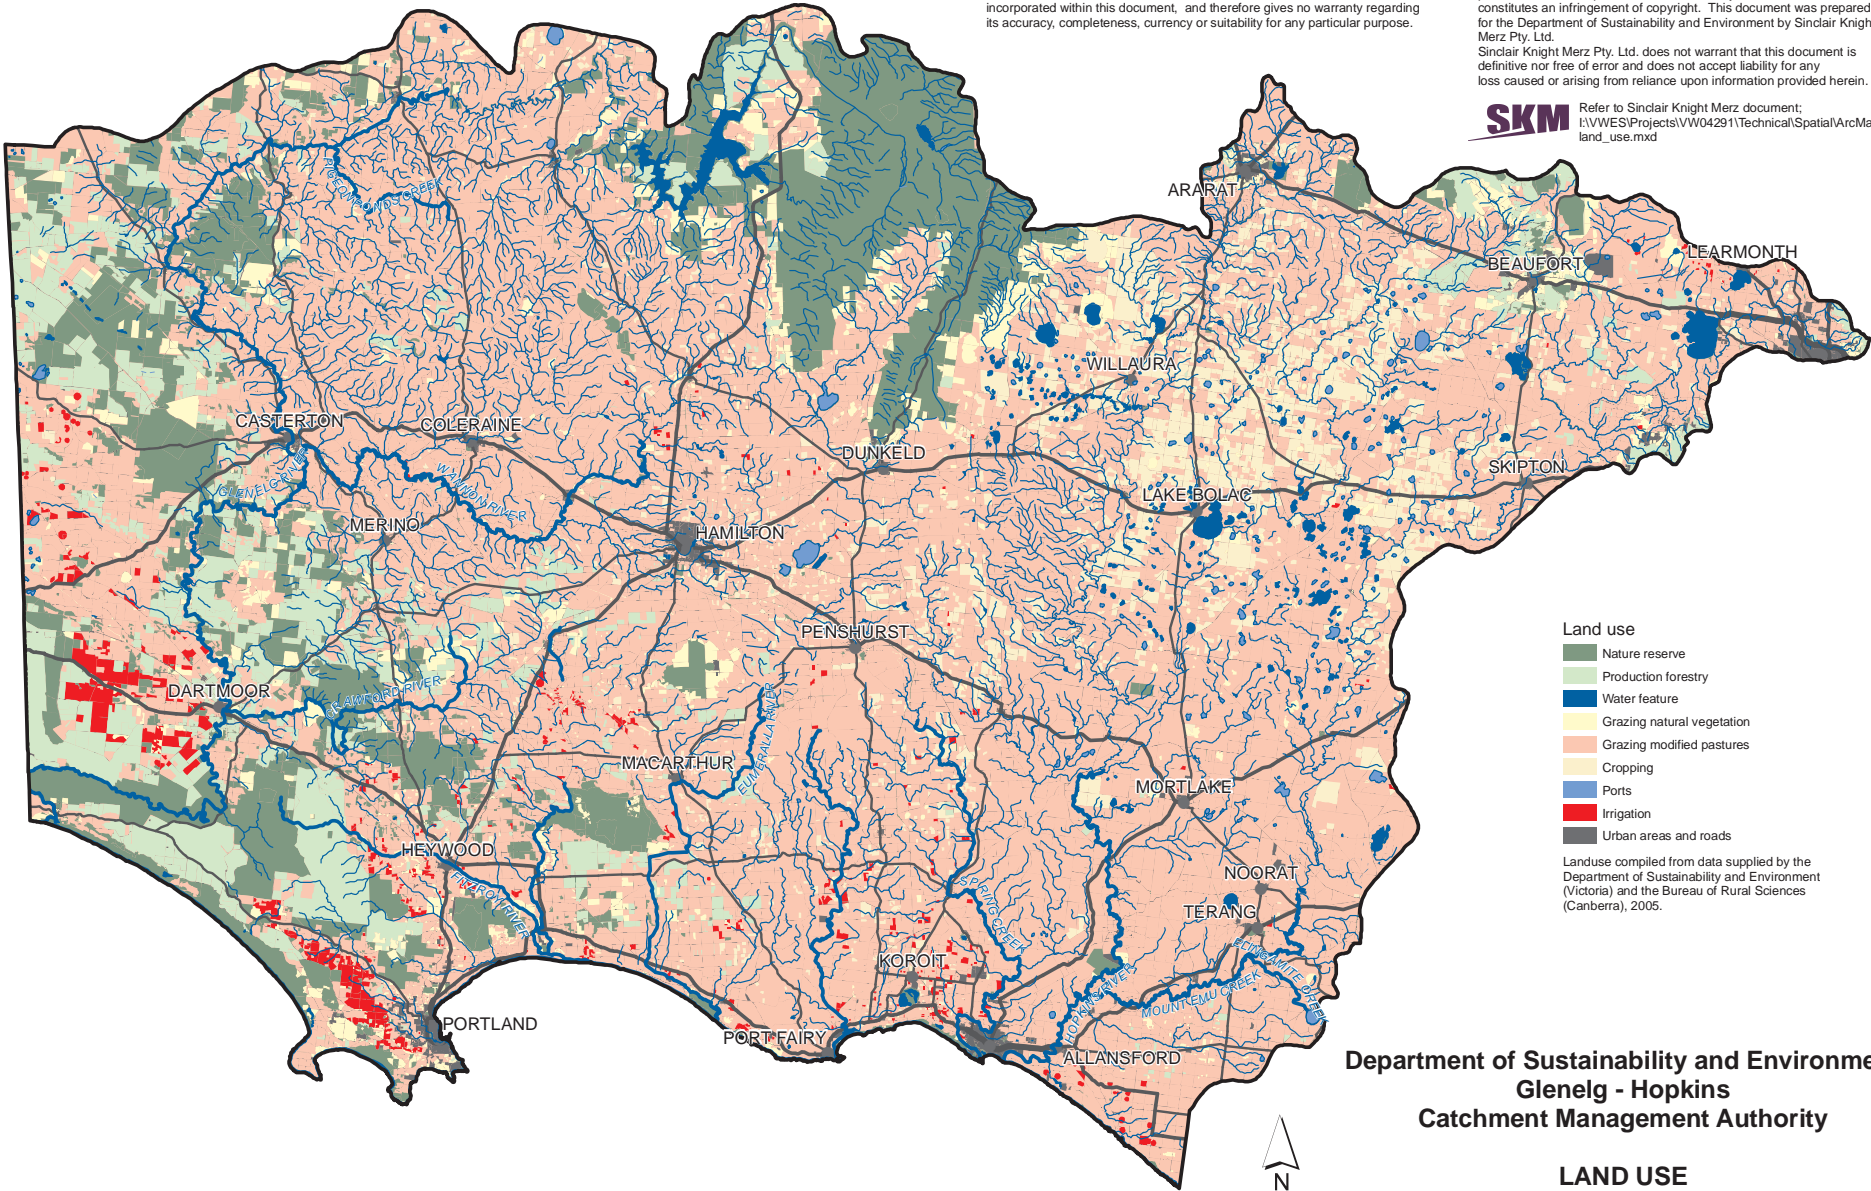 incorporated within this document, and therefore gives no warranty regarding
its accuracy, completeness, currency or suitability for any particular purpose.
constitutes an infringement of copyright. This document was prepared
for the Department of Sustainability and Environment by Sinclair Knigh
Merz Pty. Ltd.
Sinclair Knight Merz Pty. Ltd. does not warrant that this document is
definitive nor free of error and does not accept liability for any
loss caused or arising from reliance upon information provided herein.
SKM
Refer to Sinclair Knight Merz document;
I:\VWES\Projects\VW04291\Technical\Spatial\ArcMa
land_use.mxd
ARARAT
LEARMONTH
BEAUFORT
WILLAURA
CASTERTON
COLERAINE
DUNKELD
GLENELG RIVER
WANNON RIVER
SKIPTON
LAKE BOLAC
MERINO
HAMILTON
PENSHURST
DARTMOOR
CRAWFORD RIVER
EUMERALLA RIVER
MACARTHUR
MORTLAKE
HEYWOOD
FITZROY RIVER
SPRING CREEK
NOORAT
TERANG
KOROIT
HOPKINS RIVER
MOUNT EMU CREEK
PORTLAND
PORT FAIRY
ALLANSFORD
Land use
Nature reserve
Production forestry
Water feature
Grazing natural vegetation
Grazing modified pastures
Cropping
Ports
Irrigation
Urban areas and roads
Landuse compiled from data supplied by the
Department of Sustainability and Environment
(Victoria) and the Bureau of Rural Sciences
(Canberra), 2005.
Department of Sustainability and Environme
Glenelg - Hopkins
Catchment Management Authority
LAND USE
N